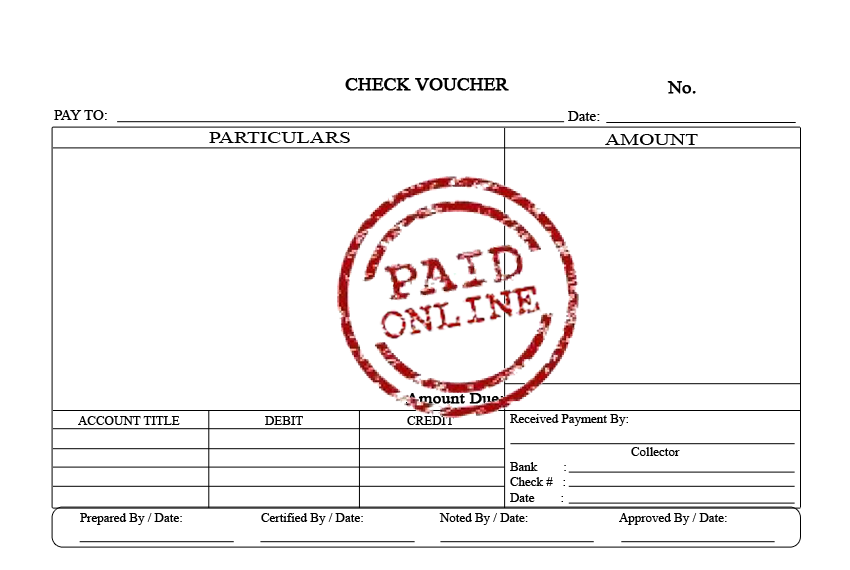 CHECK VOUCHER
No.
PAY TO:
Date:
PARTICULARS
AMOUNT
PAID
ONLINE
Amount Due:
ACCOUNT TITLE
DEBIT
CREDIT
Received Payment By:
Collector
Bank :
Check # :
Date :
Prepared By / Date:
Certified By / Date:
Noted By / Date:
Approved By / Date: